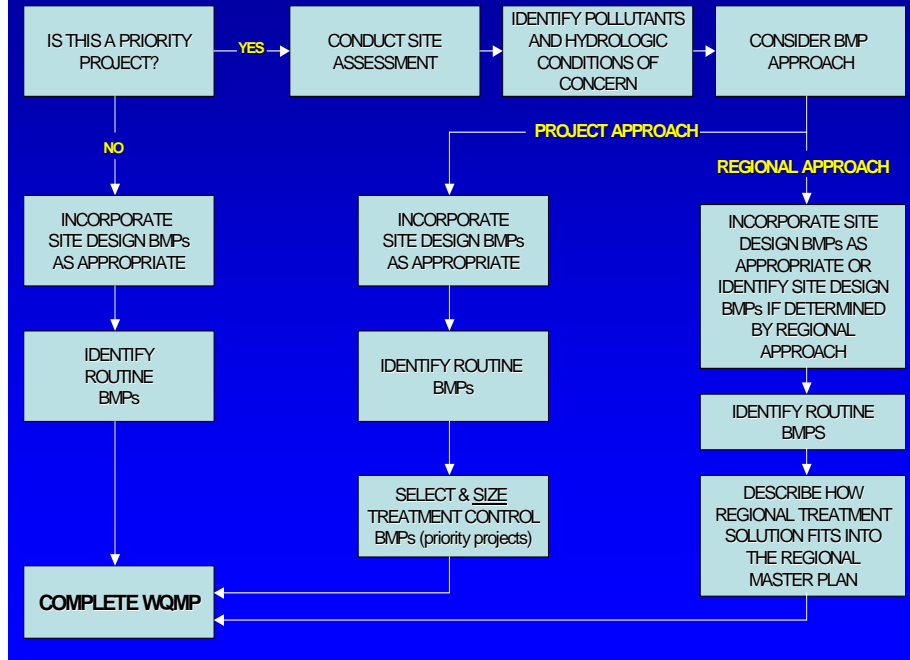 IS THIS A PRIORITY
PROJECT?
YES
CONDUCT SITE
ASSESSMENT
IDENTIFY POLLUTANTS
AND HYDROLOGIC
CONDITIONS OF
CONCERN
CONSIDER BMP
APPROACH
NO
PROJECT APPROACH
REGIONAL APPROACH
INCORPORATE
SITE DESIGN BMPs
AS APPROPRIATE
IDENTIFY
ROUTINE
BMPs
INCORPORATE
SITE DESIGN BMPs
AS APPROPRIATE
IDENTIFY ROUTINE
BMPs
SELECT & SIZE
TREATMENT CONTROL
BMPs (priority projects)
INCORPORATE SITE
DESIGN BMPs AS
APPROPRIATE OR
IDENTIFY SITE DESIGN
BMPs IF DETERMINED
BY REGIONAL
APPROACH
IDENTIFY ROUTINE
BMPS
DESCRIBE HOW
REGIONAL TREATMENT
SOLUTION FITS INTO
THE REGIONAL
MASTER PLAN
COMPLETE WQMP